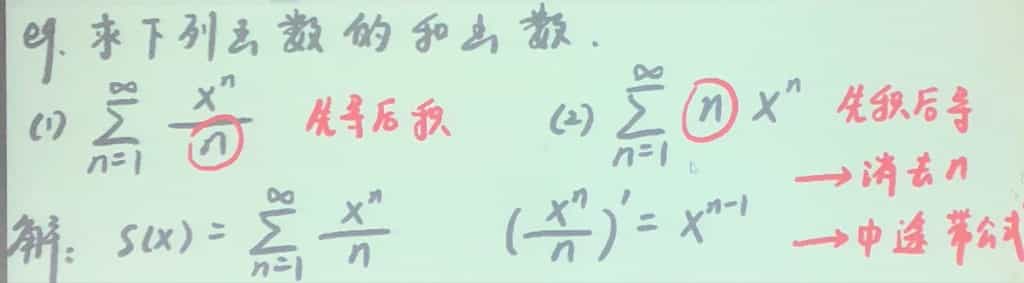 eg. 求下列函数的和函数.
(1) \sum_{n=1}^{\infty} \frac{x^n}{n} 先导后积 (2) \sum_{n=1}^{\infty} n x^n 先积后导
→消去n
解: S(x) = \sum_{n=1}^{\infty} \frac{x^n}{n} (\frac{x^n}{n})' = x^{n-1} →中途带公式